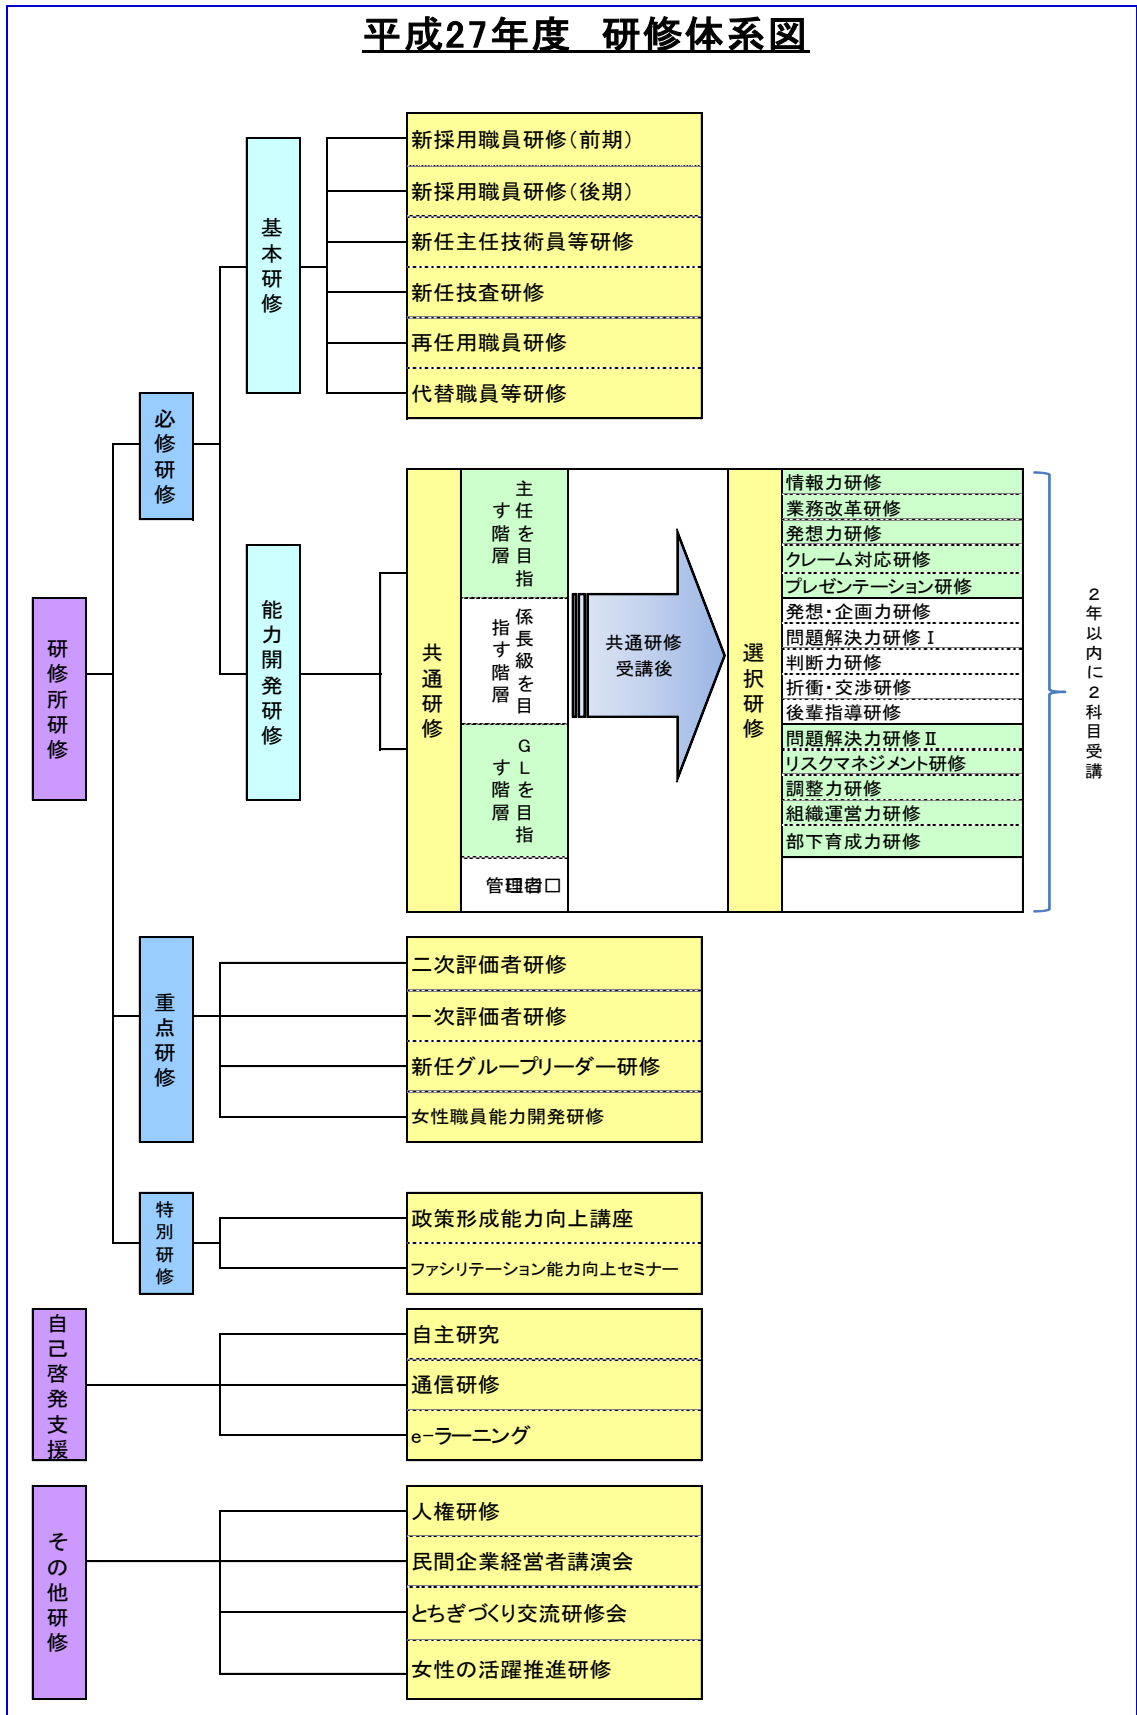 平成27年度　研修体系図
研修所研修
必修研修
基本研修
新採用職員研修（前期）
新採用職員研修（後期）
新任主任技術員等研修
新任技査研修
再任用職員研修
代替職員等研修
能力開発研修
共通研修
主任を目指
す階層
係長級を目
指す階層
GLを目指
す階層
共通研修
受講後
選択研修
情報力研修
業務改革研修
発想力研修
クレーム対応研修
プレゼンテーション研修
発想・企画力研修
問題解決力研修Ⅰ
判断力研修
折衝・交渉研修
後輩指導研修
問題解決力研修Ⅱ
リスクマネジメント研修
調整力研修
組織運営力研修
部下育成力研修
2年以内に2科目受講
重点研修
二次評価者研修
一次評価者研修
新任グループリーダー研修
女性職員能力開発研修
特別研修
政策形成能力向上講座
ファシリテーション能力向上セミナー
自己啓発支援
自主研究
通信研修
e-ラーニング
その他研修
人権研修
民間企業経営者講演会
とちぎづくり交流研修会
女性の活躍推進研修